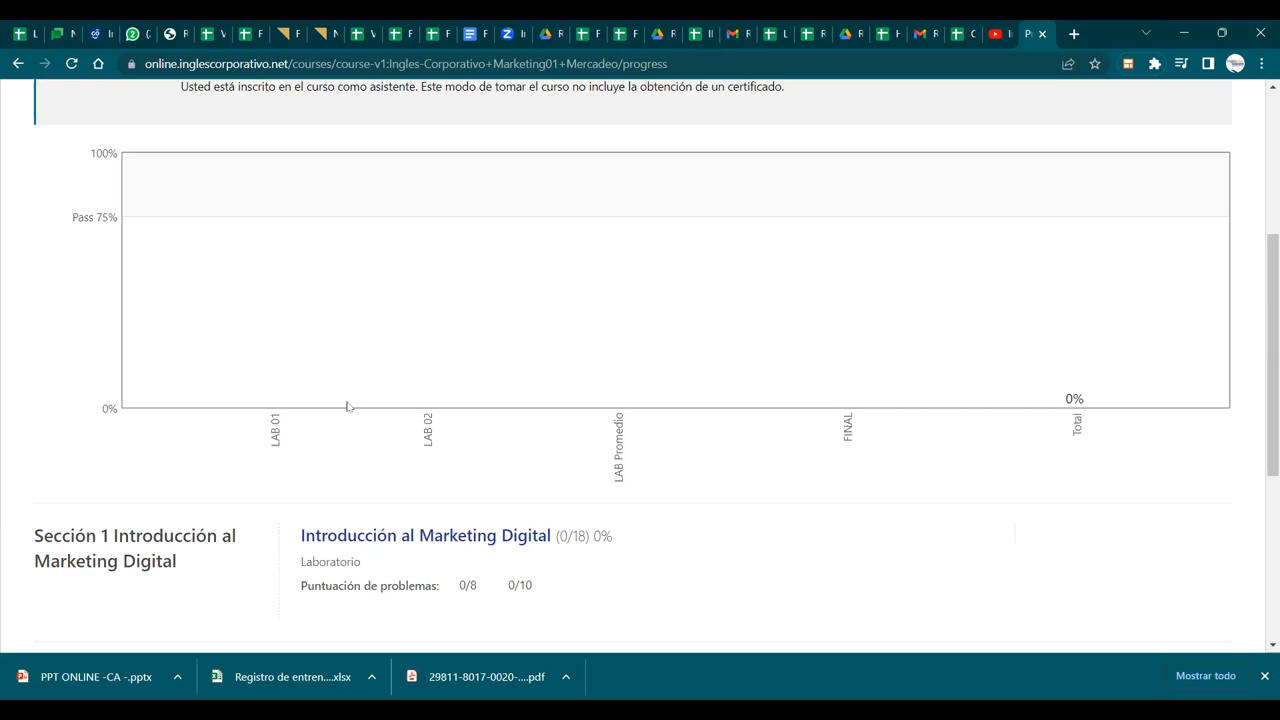 online.inglescorporativo.net/courses/course-v1:Ingles-Corporativo+Marketing01+Mercadeo/progress
Usted está inscrito en el curso como asistente. Este modo de tomar el curso no incluye la obtención de un certificado.
100%
Pass 75%
0%
0%
LAB 01
LAB 02
LAB Promedio
FINAL
Total
Sección 1 Introducción al
Marketing Digital
Introducción al Marketing Digital (0/18) 0%
Laboratorio
Puntuación de problemas: 0/8 0/10
PPT ONLINE -CA -.pptx
Registro de entren....xlsx
29811-8017-0020-....pdf
Mostrar todo